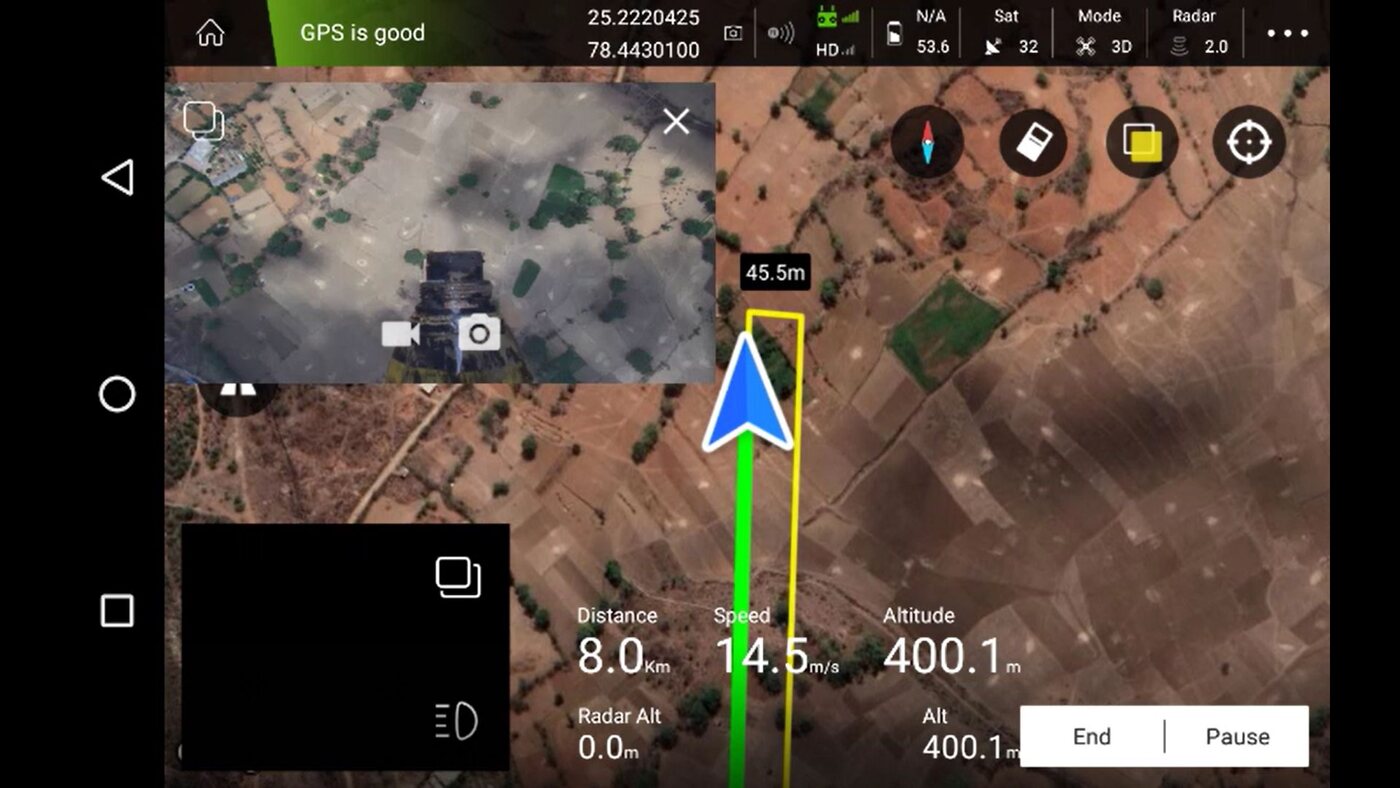 GPS is good
25.2220425
78.4430100
HD
N/A
53.6
Sat
32
Mode
3D
Radar
2.0
45.5m
Distance
8.0Km
Speed
14.5m/s
Altitude
400.1m
Radar Alt
0.0m
Alt
400.1m
End
Pause